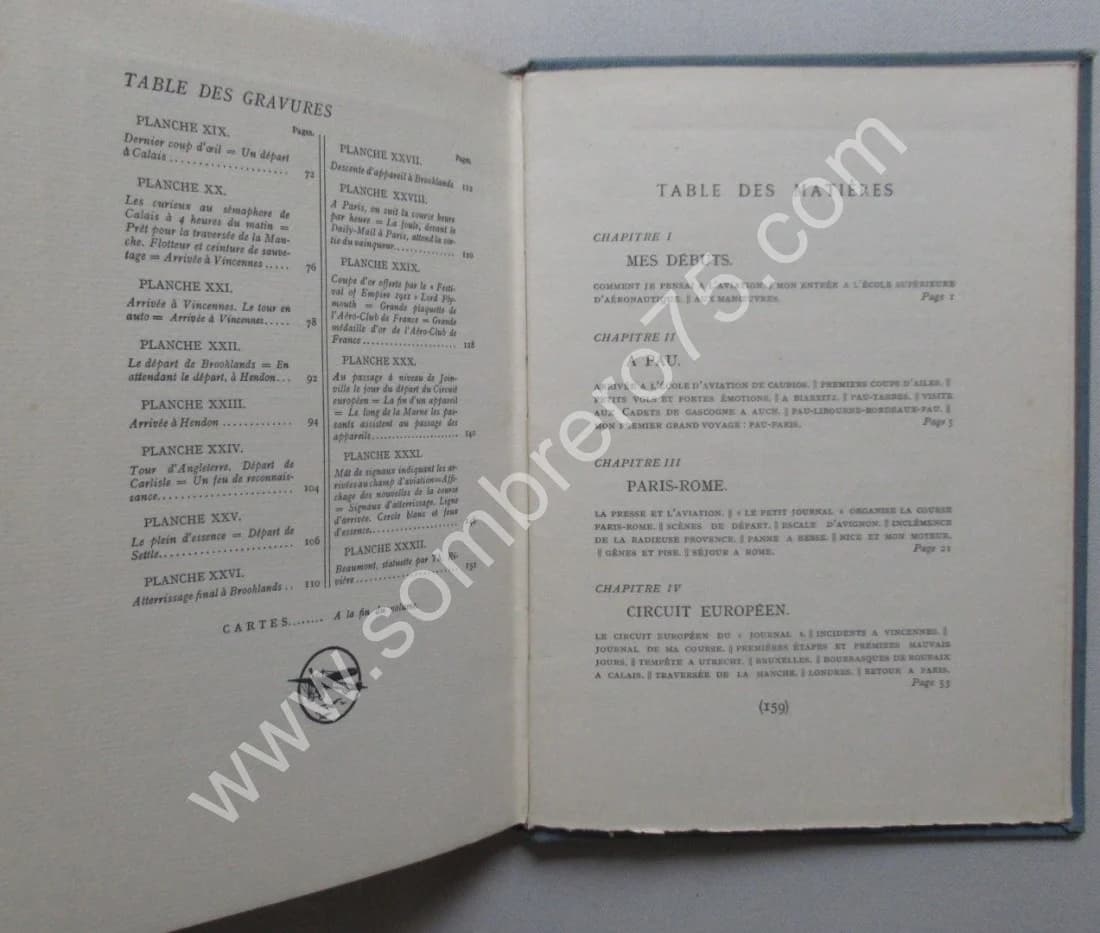 TABLE DES GRAVURES
PLANCHE XIX. Pages.
Dernier coup d'œil = Un départ
à Calais .................... 72
PLANCHE XX.
Les curieux au sémaphore de
Calais à 4 heures du matin =
Prêt pour la traversée de la Man-
che. Flotteur et ceinture de sauve-
tage = Arrivée à Vincennes ..... 76
PLANCHE XXI.
Arrivée à Vincennes. Le tour en
auto = Arrivée à Vincennes..... 78
PLANCHE XXII.
Le départ de Brooklands = En
attendant le départ, à Hendon... 92
PLANCHE XXIII.
Arrivée à Hendon ............. 94
PLANCHE XXIV.
Tour d'Angleterre. Départ de
Carlisle = Un feu de reconnais-
sance........................ 104
PLANCHE XXV.
Le plein d'essence = Départ de
Settle....................... 106
PLANCHE XXVI.
Atterrissage final à Brooklands .. 110
PLANCHE XXVII. Pages.
Descente d'appareil à Brooklands 112
PLANCHE XXVIII.
A Paris, on suit la course heure
par heure = La foule, devant le
Daily-Mail à Paris, attend la sor-
tie du vainqueur............... 116
PLANCHE XXIX.
Coupe d'or offerte par le « Festi-
val of Empire 1911 » Lord Ply-
mouth = Grande plaquette de
l'Aéro-Club de France = Grande
médaille d'or de l'Aéro-Club de
France ....................... 128
PLANCHE XXX.
Au passage à niveau de Join-
ville le jour du départ du Circuit
européen = La fin d'un appareil
= Le long de la Marne les pas-
sants assistent au passage des
appareils..................... 140
PLANCHE XXXI.
Mât de signaux indiquant les ar-
rivées au champ d'aviation = Affi-
chage des nouvelles de la course
= Signaux d'atterrissage. Ligne
d'arrivée. Cercle blanc et feux
d'essence.....................
PLANCHE XXXII.
Beaumont, statuette par Th. Ri-
vière ........................ 151
CARTES........ A la fin du volume.
TABLE DES MATIÈRES
CHAPITRE I
MES DÉBUTS.
COMMENT JE PENSAI A L'AVIATION. ‖ MON ENTRÉE A L'ÉCOLE SUPÉRIEURE
D'AÉRONAUTIQUE. ‖ AUX MANŒUVRES. Page 1
CHAPITRE II
A PAU.
ARRIVÉE A L'ÉCOLE D'AVIATION DE CAUBIOS. ‖ PREMIERS COUPS D'AILES. ‖
PETITS VOLS ET FORTES ÉMOTIONS. ‖ A BIARRITZ. ‖ PAU-TARBES. ‖ VISITE
AUX CADETS DE GASCOGNE A AUCH. ‖ PAU-LIBOURNE-BORDEAUX-PAU. ‖
MON PREMIER GRAND VOYAGE : PAU-PARIS. Page 5
CHAPITRE III
PARIS-ROME.
LA PRESSE ET L'AVIATION. ‖ « LE PETIT JOURNAL » ORGANISE LA COURSE
PARIS-ROME. ‖ SCÈNES DE DÉPART. ‖ ESCALE D'AVIGNON. ‖ INCLÉMENCE
DE LA RADIEUSE PROVENCE. ‖ PANNE A BESSE. ‖ NICE ET MON MOTEUR.
‖ GÊNES ET PISE. ‖ SÉJOUR A ROME. Page 21
CHAPITRE IV
CIRCUIT EUROPÉEN.
LE CIRCUIT EUROPÉEN DU « JOURNAL ». ‖ INCIDENTS A VINCENNES. ‖
JOURNAL DE MA COURSE. ‖ PREMIÈRES ÉTAPES ET PREMIERS MAUVAIS
JOURS. ‖ TEMPÊTE A UTRECHT. ‖ BRUXELLES. ‖ BOURRASQUES DE ROUBAIX
A CALAIS. ‖ TRAVERSÉE DE LA MANCHE. ‖ LONDRES. ‖ RETOUR A PARIS.
Page 53
(159)
www.sombrero75.com